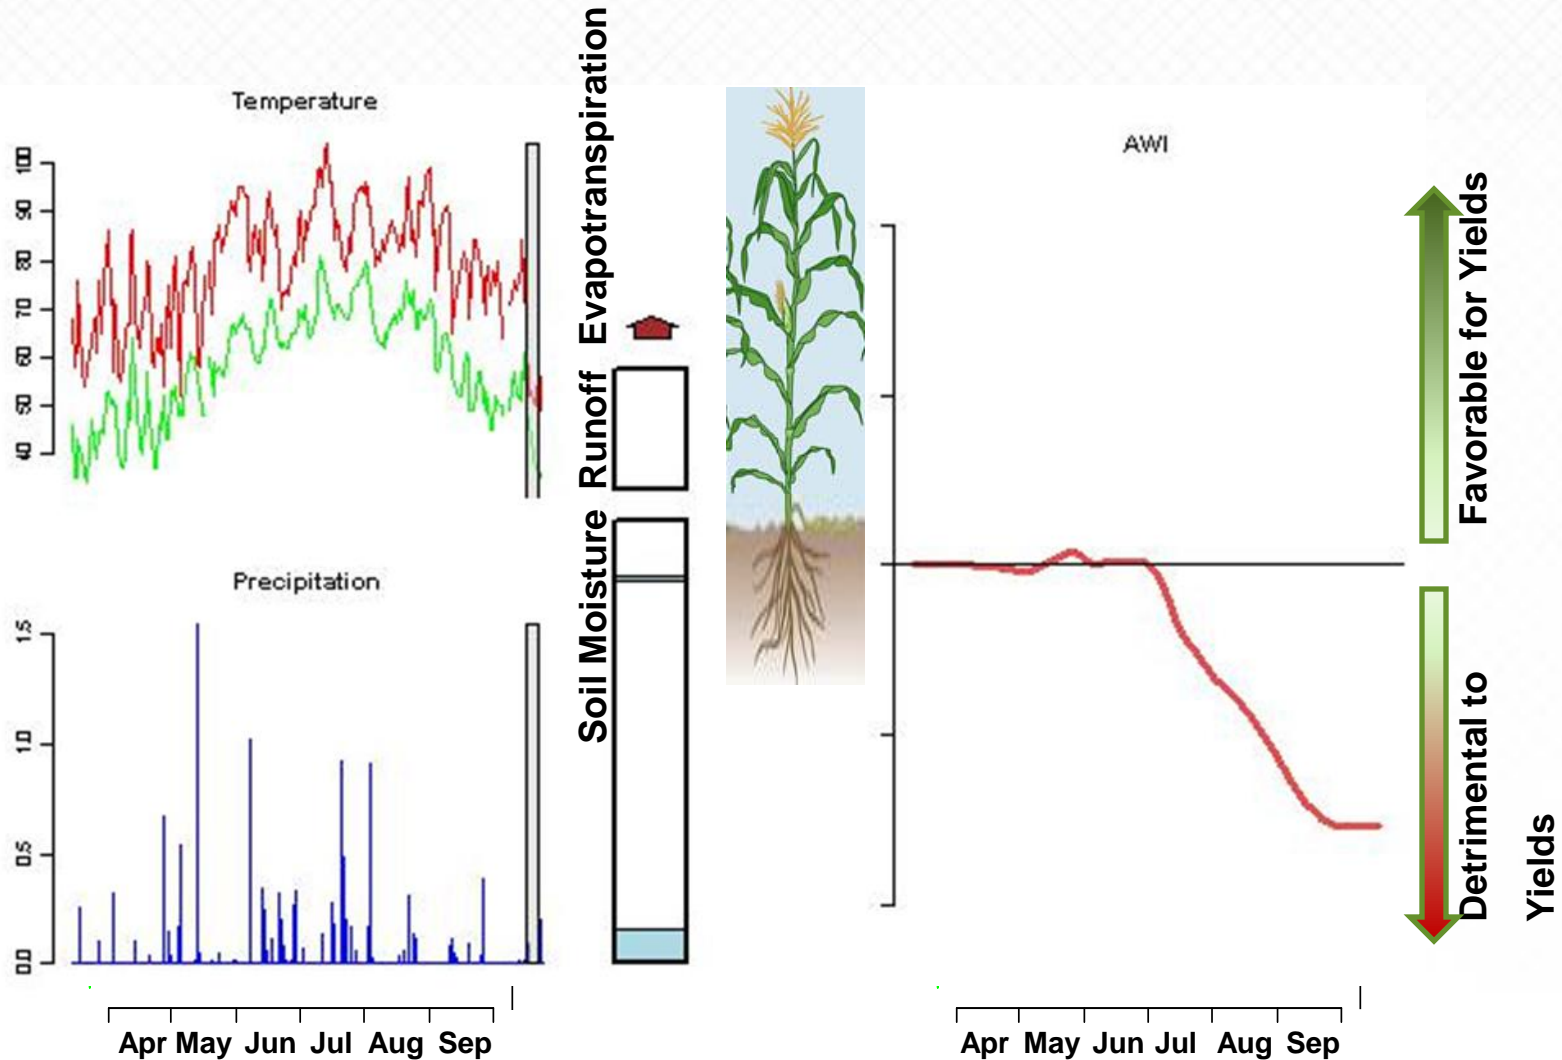 Temperature
100
90
80
70
60
50
40
Precipitation
1.5
1.0
0.5
0.0
Apr May Jun Jul Aug Sep
Evapotranspiration
Runoff
Soil Moisture
AWI
Apr May Jun Jul Aug Sep
Favorable for Yields
Detrimental to
Yields